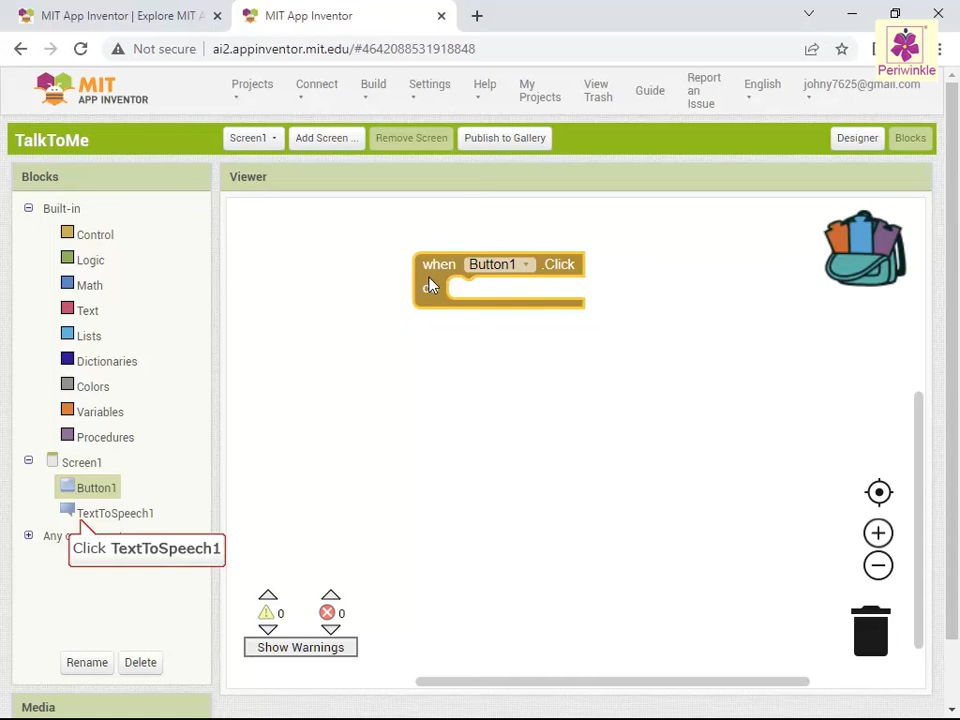 MIT App Inventor | Explore MIT A
MIT App Inventor
Not secure
ai2.appinventor.mit.edu/#4642088531918848
Periwinkle
MIT
APP INVENTOR
Projects
Connect
Build
Settings
Help
My
Projects
View
Trash
Guide
Report
an
Issue
English
johny7625@gmail.com
TalkToMe
Screen1
Add Screen ...
Remove Screen
Publish to Gallery
Designer
Blocks
Blocks
Viewer
Built-in
Control
Logic
Math
Text
Lists
Dictionaries
Colors
Variables
Procedures
Screen1
Button1
TextToSpeech1
Any
Click TextToSpeech1
when Button1 .Click
0
0
Show Warnings
Rename
Delete
Media